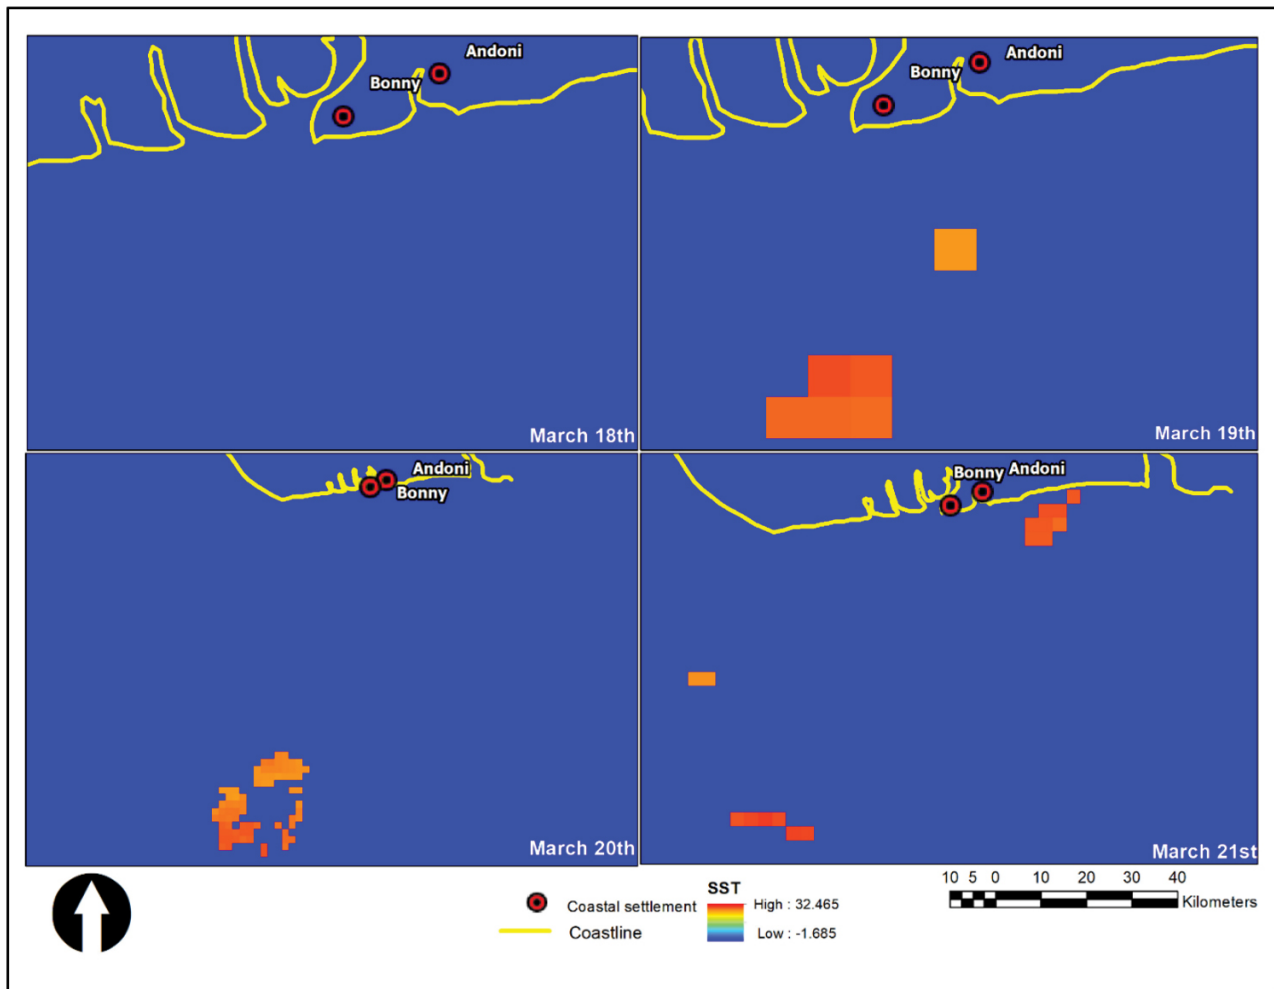 Andoni
Bonny
March 18th
Andoni
Bonny
March 19th
Andoni
Bonny
March 20th
Bonny Andoni
March 21st
Coastal settlement
Coastline
SST
High : 32.465
Low : -1.685
10 5 0 10 20 30 40
Kilometers